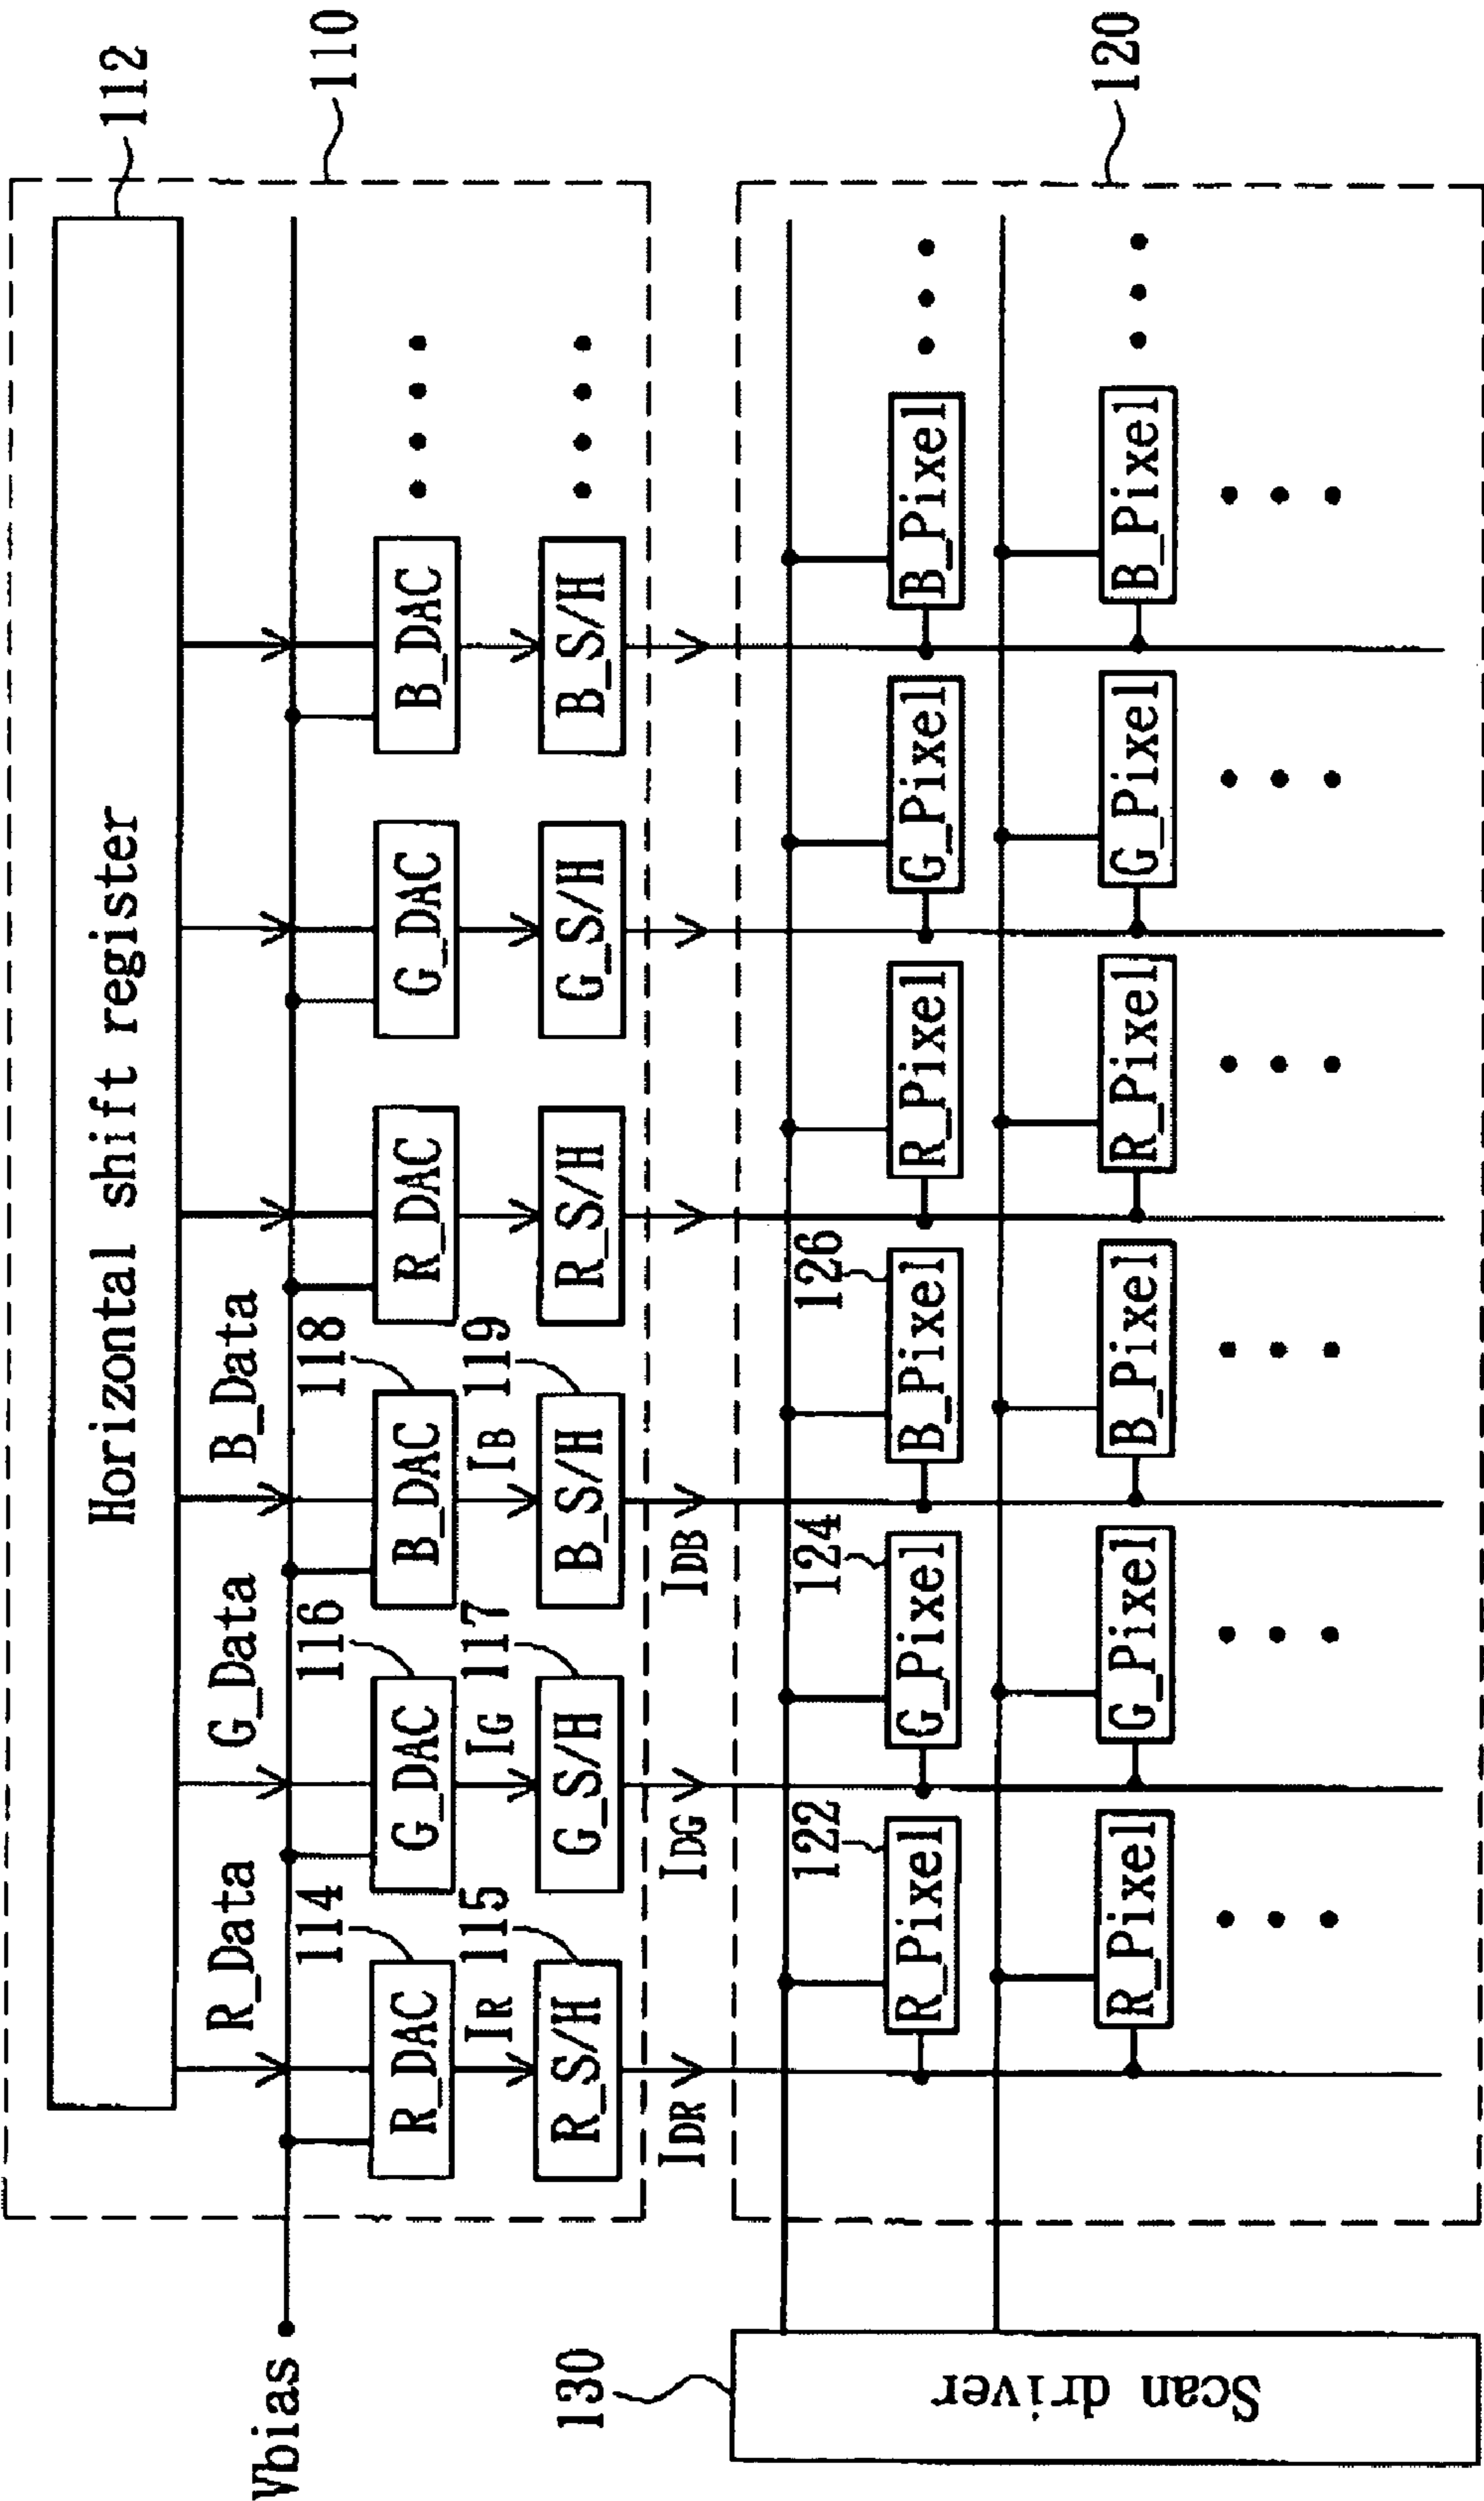 112
Horizontal shift register
110
Vbias
R_Data
G_Data
B_Data
114
116
118
R_DAC
G_DAC
B_DAC
R_DAC
G_DAC
B_DAC
115
IR
117
IG
119
IB
R_S/H
G_S/H
B_S/H
R_S/H
G_S/H
B_S/H
IDR
IDG
IDB
130
Scan driver
120
122
124
126
R_Pixel
G_Pixel
B_Pixel
R_Pixel
G_Pixel
B_Pixel
R_Pixel
G_Pixel
B_Pixel
R_Pixel
G_Pixel
B_Pixel